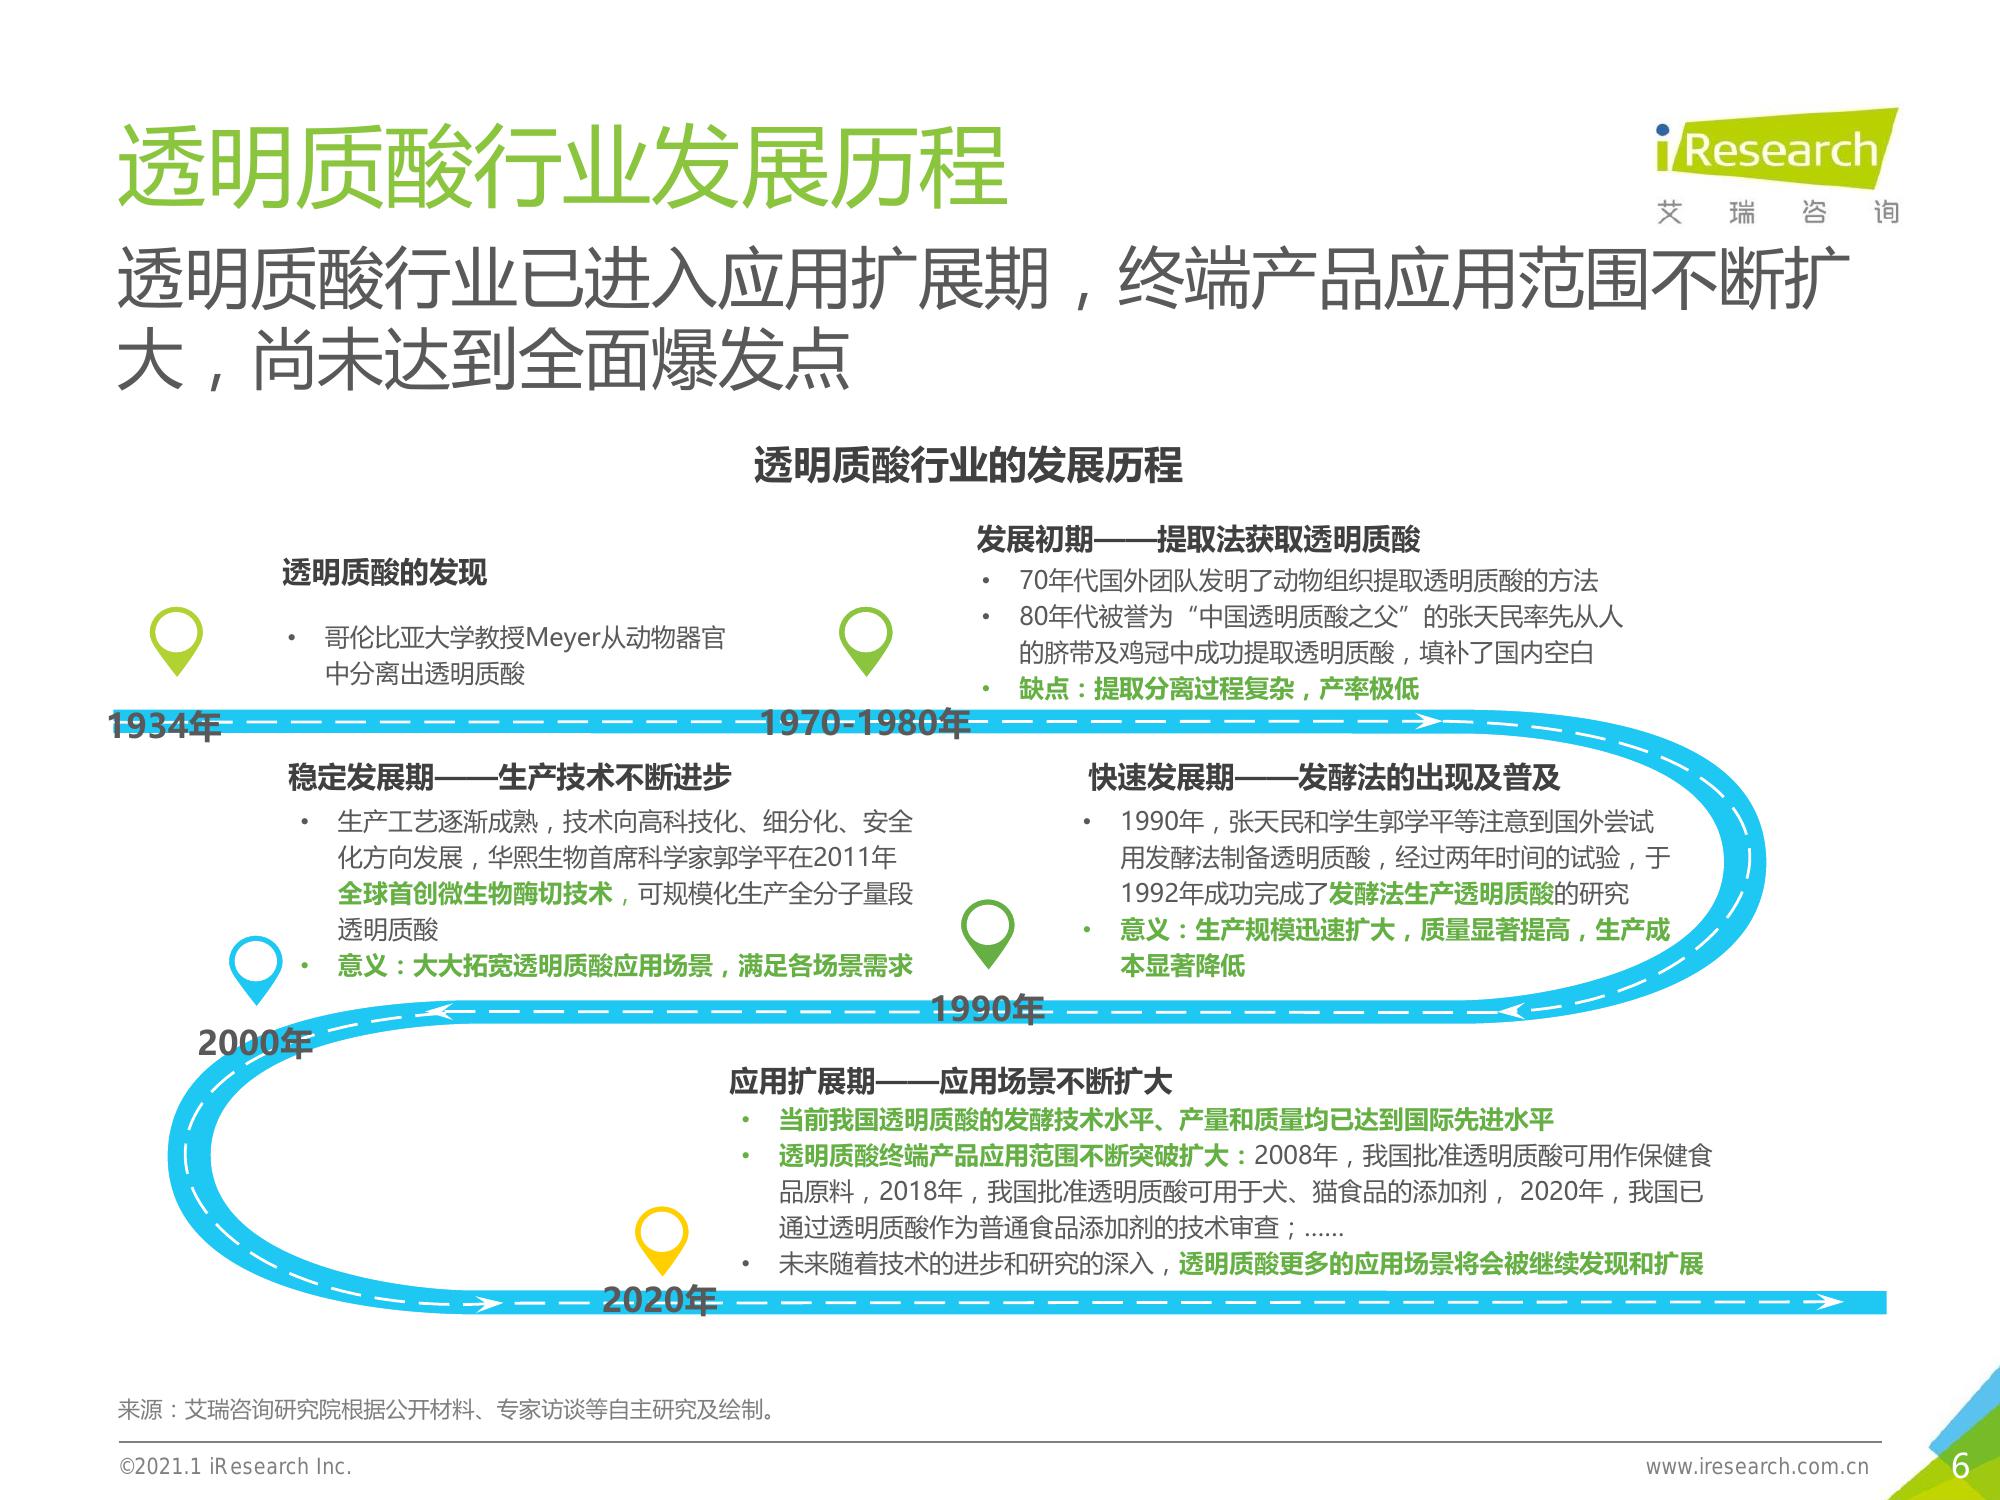 透明质酸行业发展历程
iResearch
艾瑞咨询
透明质酸行业已进入应用扩展期，终端产品应用范围不断扩
大，尚未达到全面爆发点
透明质酸行业的发展历程
透明质酸的发现
• 哥伦比亚大学教授Meyer从动物器官
中分离出透明质酸
1934年
发展初期——提取法获取透明质酸
• 70年代国外团队发明了动物组织提取透明质酸的方法
• 80年代被誉为“中国透明质酸之父”的张天民率先从人
的脐带及鸡冠中成功提取透明质酸，填补了国内空白
• 缺点：提取分离过程复杂，产率极低
1970-1980年
快速发展期——发酵法的出现及普及
• 1990年，张天民和学生郭学平等注意到国外尝试
用发酵法制备透明质酸，经过两年时间的试验，于
1992年成功完成了发酵法生产透明质酸的研究
• 意义：生产规模迅速扩大，质量显著提高，生产成
本显著降低
1990年
稳定发展期——生产技术不断进步
• 生产工艺逐渐成熟，技术向高科技化、细分化、安全
化方向发展，华熙生物首席科学家郭学平在2011年
全球首创微生物酶切技术，可规模化生产全分子量段
透明质酸
• 意义：大大拓宽透明质酸应用场景，满足各场景需求
2000年
应用扩展期——应用场景不断扩大
• 当前我国透明质酸的发酵技术水平、产量和质量均已达到国际先进水平
• 透明质酸终端产品应用范围不断突破扩大：2008年，我国批准透明质酸可用作保健食
品原料，2018年，我国批准透明质酸可用于犬、猫食品的添加剂， 2020年，我国已
通过透明质酸作为普通食品添加剂的技术审查；……
• 未来随着技术的进步和研究的深入，透明质酸更多的应用场景将会被继续发现和扩展
2020年
来源：艾瑞咨询研究院根据公开材料、专家访谈等自主研究及绘制。
©2021.1 iResearch Inc.
www.iresearch.com.cn
6